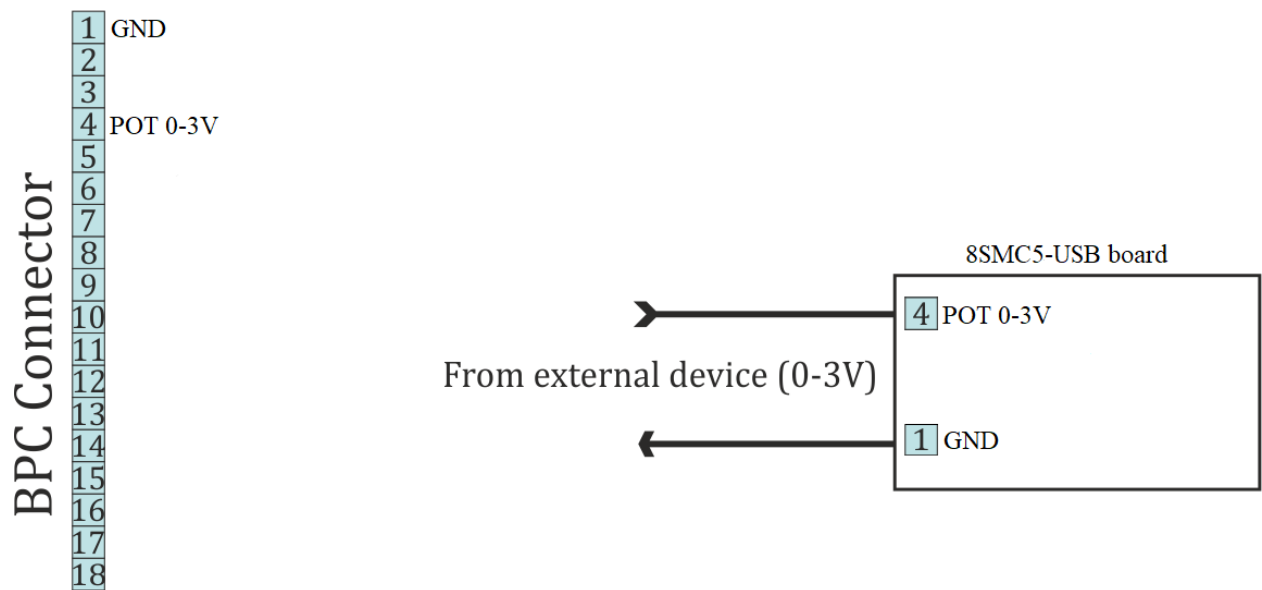 BPC Connector
1 GND
2
3
4 POT 0-3V
5
6
7
8
9
10
11
12
13
14
15
16
17
18
8SMC5-USB board
4 POT 0-3V
From external device (0-3V)
1 GND